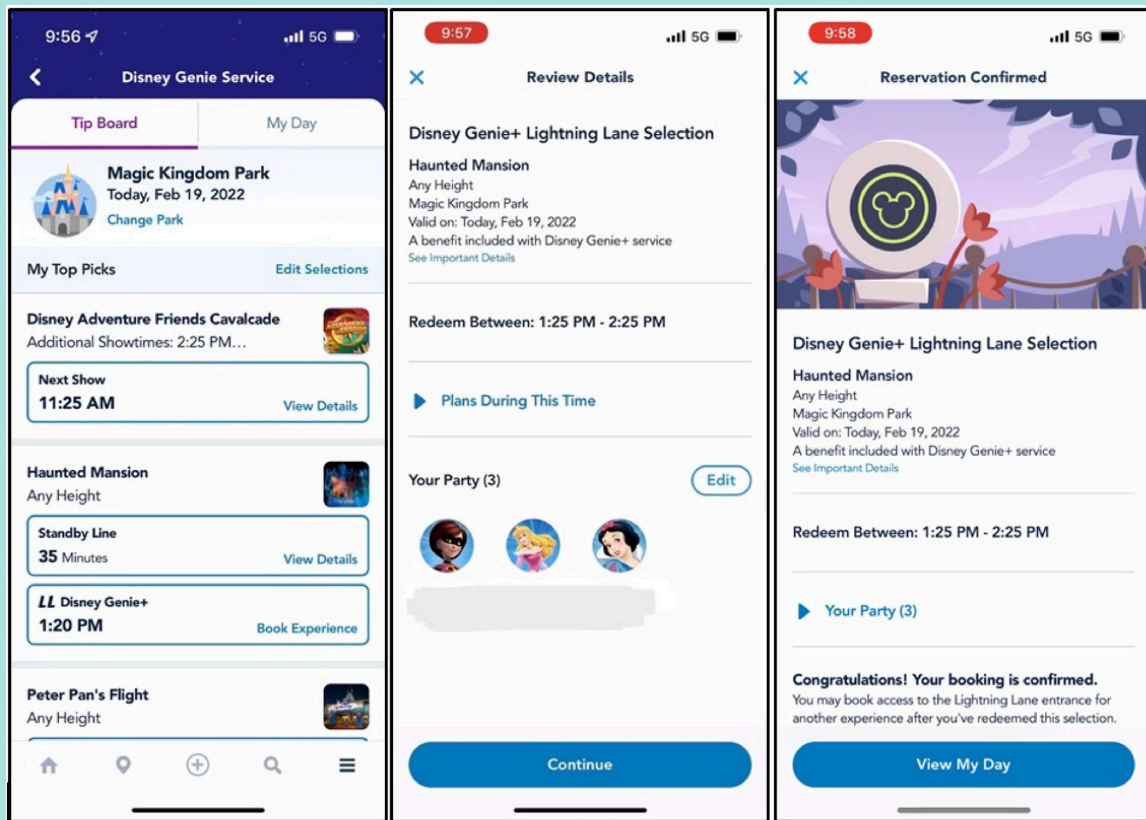 9:56
5G
Disney Genie Service
Tip Board
My Day
Magic Kingdom Park
Today, Feb 19, 2022
Change Park
My Top Picks
Edit Selections
Disney Adventure Friends Cavalcade
Additional Showtimes: 2:25 PM...
Next Show
11:25 AM
View Details
Haunted Mansion
Any Height
Standby Line
35 Minutes
View Details
LL Disney Genie+
1:20 PM
Book Experience
Peter Pan's Flight
Any Height
9:57
5G
Review Details
Disney Genie+ Lightning Lane Selection
Haunted Mansion
Any Height
Magic Kingdom Park
Valid on: Today, Feb 19, 2022
A benefit included with Disney Genie+ service
See Important Details
Redeem Between: 1:25 PM - 2:25 PM
Plans During This Time
Your Party (3)
Edit
Continue
9:58
5G
Reservation Confirmed
Disney Genie+ Lightning Lane Selection
Haunted Mansion
Any Height
Magic Kingdom Park
Valid on: Today, Feb 19, 2022
A benefit included with Disney Genie+ service
See Important Details
Redeem Between: 1:25 PM - 2:25 PM
Your Party (3)
Congratulations! Your booking is confirmed.
You may book access to the Lightning Lane entrance for
another experience after you've redeemed this selection.
View My Day